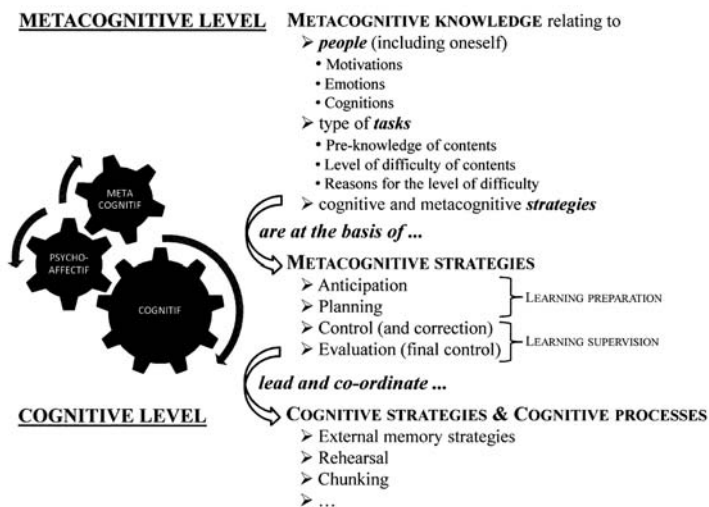 METACOGNITIVE LEVEL
METACOGNITIVE KNOWLEDGE relating to
➢ people (including oneself)
• Motivations
• Emotions
• Cognitions
➢ type of tasks
• Pre-knowledge of contents
• Level of difficulty of contents
• Reasons for the level of difficulty
➢ cognitive and metacognitive strategies
META
COGNITIF
PSYCHO-
AFFECTIF
COGNITIF
are at the basis of ...
METACOGNITIVE STRATEGIES
➢ Anticipation
➢ Planning
LEARNING PREPARATION
➢ Control (and correction)
➢ Evaluation (final control)
LEARNING SUPERVISION
lead and co-ordinate ...
COGNITIVE LEVEL
COGNITIVE STRATEGIES & COGNITIVE PROCESSES
➢ External memory strategies
➢ Rehearsal
➢ Chunking
➢ ...